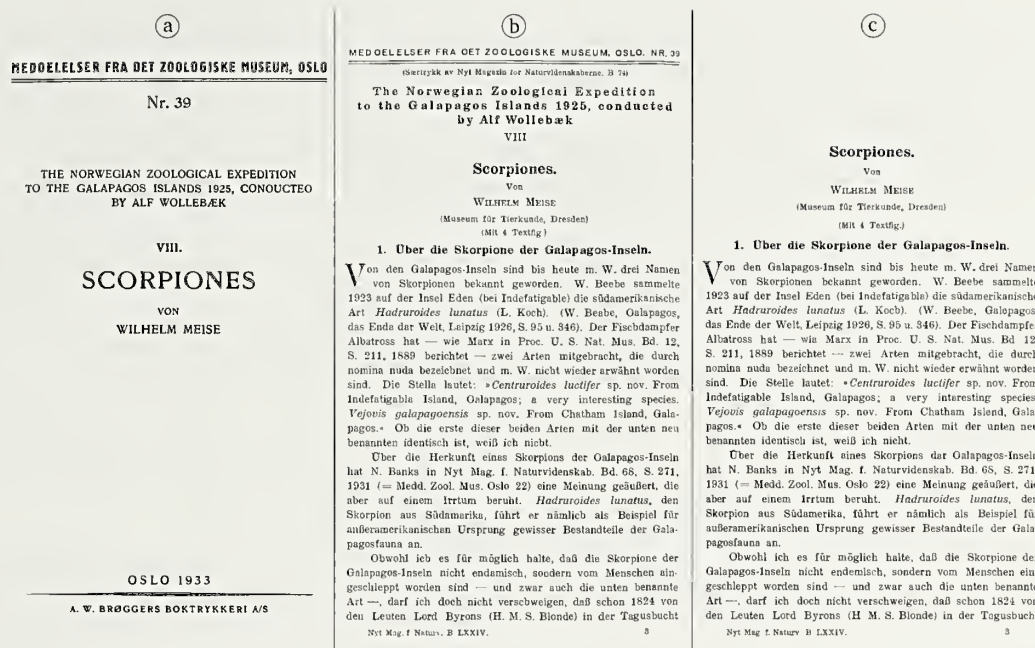 a
MEDOELELSER FRA OET ZOOLOGISKE MUSEUM, OSLO
Nr. 39
THE NORWEGIAN ZOOLOGICAL EXPEDITION
TO THE GALAPAGOS ISLANDS 1925, CONOUCTEO
BY ALF WOLLEBÆK
VIII.
SCORPIONES
VON
WILHELM MEISE
OSLO 1933
A. W. BRØGGERS BOKTRYKKERI A/S
b
MEDOELELSER FRA OET ZOOLOGISKE MUSEUM, OSLO. NR. 39
(Særtrykk av Nyt Magazin for Naturvidenskaberne. B 74)
The Norwegian Zoological Expedition
to the Galapagos Islands 1925, conducted
by Alf Wollebæk
VIII
Scorpiones.
Von
WILHELM MEISE
(Museum für Tierkunde, Dresden)
(Mit 4 Textfig)
1. Über die Skorpione der Galapagos-Inseln.
Von den Galapagos-Inseln sind bis heute m. W. drei Namen
von Skorpionen bekannt geworden. W. Beebe sammelte
1923 auf der Insel Eden (bei Indefatigable) die südamerikanische
Art Hadruroides lunatus (L. Koch). (W. Beebe, Galapagos,
das Ende der Welt, Leipzig 1926, S. 95 u. 346). Der Fischdampfer
Albatross hat — wie Marx in Proc. U. S. Nat. Mus. Bd. 12,
S. 211, 1889 berichtet — zwei Arten mitgebracht, die durch
nomina nuda bezeichnet und m. W. nicht wieder erwähnt worden
sind. Die Stelle lautet: »Centruroides luctifer sp. nov. From
Indefatigable Island, Galapagos; a very interesting species.
Vejovis galapagoensis sp. nov. From Chatham Island, Gala-
pagos.« Ob die erste dieser beiden Arten mit der unten neu
benannten identisch ist, weiß ich nicht.
Über die Herkunft eines Skorpions der Galapagos-Inseln
hat N. Banks in Nyt Mag. f. Naturvidenskab. Bd. 68, S. 271,
1931 (= Medd. Zool. Mus. Oslo 22) eine Meinung geäußert, die
aber auf einem Irrtum beruht. Hadruroides lunatus, den
Skorpion aus Südamerika, führt er nämlich als Beispiel für
außeramerikanischen Ursprung gewisser Bestandteile der Gala-
pagosfauna an.
Obwohl ich es für möglich halte, daß die Skorpione der
Galapagos-Inseln nicht endemisch, sondern vom Menschen ein-
geschleppt worden sind — und zwar auch die unten benannte
Art —, darf ich doch nicht verschweigen, daß schon 1824 von
den Leuten Lord Byrons (H. M. S. Blonde) in der Tagusbucht
Nyt Mag. f Naturv. B LXXIV. 3
c
Scorpiones.
Von
WILHELM MEISE
(Museum für Tierkunde, Dresden)
(Mit 4 Textfig.)
1. Über die Skorpione der Galapagos-Inseln.
Von den Galapagos-Inseln sind bis heute m. W. drei Namen
von Skorpionen bekannt geworden. W. Beebe sammelte
1923 auf der Insel Eden (bei Indefatigable) die südamerikanische
Art Hadruroides lunatus (L. Koch). (W. Beebe, Galapagos,
das Ende der Welt, Leipzig 1926, S. 95 u. 346). Der Fischdampfe
Albatross hat — wie Marx in Proc. U. S. Nat. Mus. Bd 12
S. 211, 1889 berichtet — zwei Arten mitgebracht, die durch
nomina nuda bezeichnet und m. W. nicht wieder erwähnt worden
sind. Die Stelle lautet: »Centruroides luctifer sp. nov. From
Indefatigable Island, Galapagos; a very interesting species
Vejovis galapagoensis sp. nov. From Chatham Island, Gala
pagos.« Ob die erste dieser beiden Arten mit der unten neu
benannten identisch ist, weiß ich nicht.
Über die Herkunft eines Skorpions der Galapagos-Inseln
hat N. Banks in Nyt Mag. f. Naturvidenskab. Bd. 68, S. 271,
1931 (= Medd. Zool. Mus. Oslo 22) eine Meinung geäußert, die
aber auf einem Irrtum beruht. Hadruroides lunatus, den
Skorpion aus Südamerika, führt er nämlich als Beispiel fü
außeramerikanischen Ursprung gewisser Bestandteile der Gala
pagosfauna an.
Obwohl ich es für möglich halte, daß die Skorpione de
Galapagos-Inseln nicht endemisch, sondern vom Menschen ein
geschleppt worden sind — und zwar auch die unten benannte
Art —, darf ich doch nicht verschweigen, daß schon 1824 von
den Leuten Lord Byrons (H M. S. Blonde) in der Tagusbuch
Nyt Mag. f. Naturv B LXXIV. 3